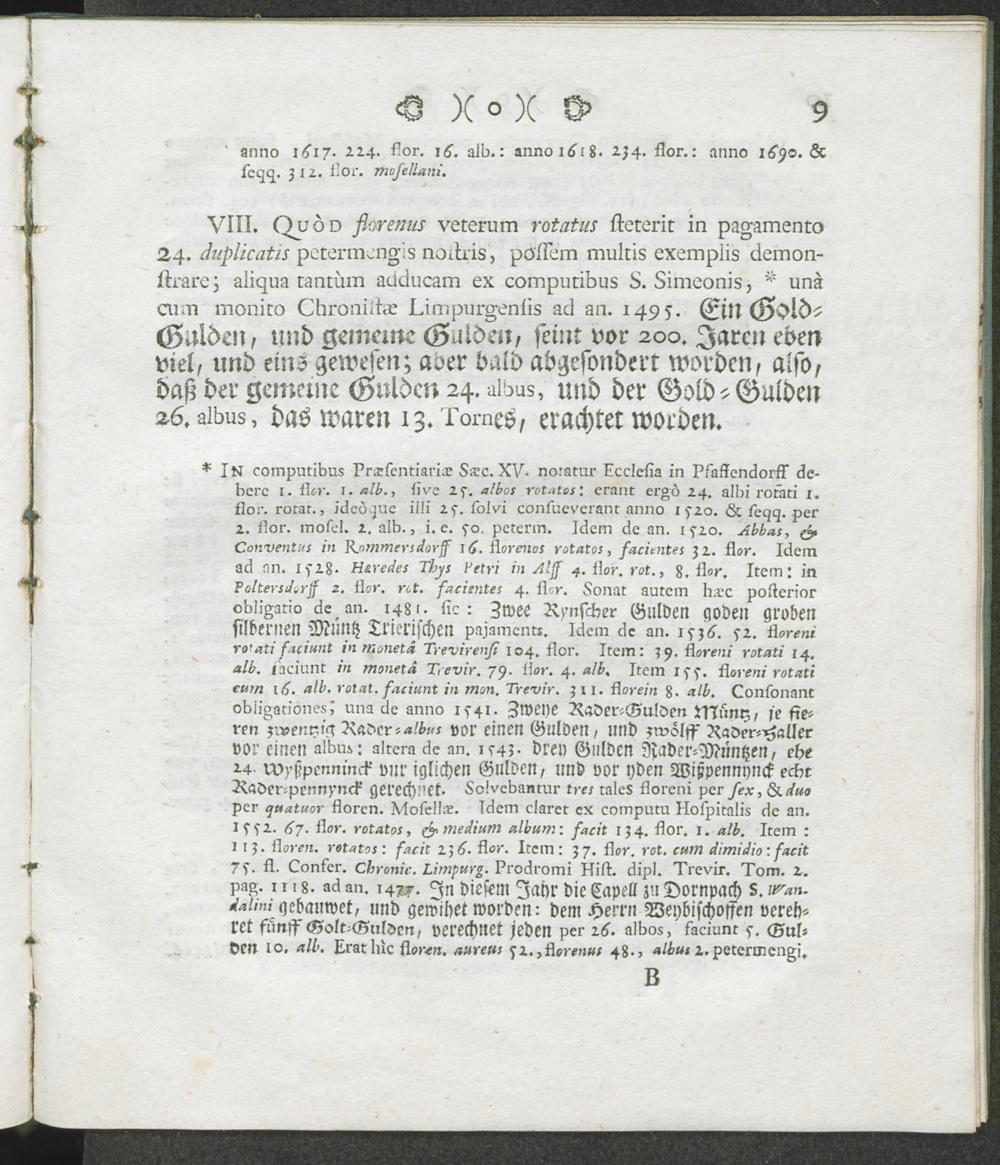 )( o )( 9
anno 1617. 224. flor. 16. alb.: anno 1618. 234. flor.: anno 1690. &
ſeqq. 312. flor. moſellani.
VIII. QUÒD florenus veterum rotatus ſteterit in pagamento
24. duplicatis petermengis noſtris, poſſem multis exemplis demon-
ſtrare; aliqua tantùm adducam ex computibus S. Simeonis, * unà
cum monito Chroniſtæ Limpurgenſis ad an. 1495. Ein Gold-
Gulden, und gemeine Gulden, ſeint vor 200. Jaren eben
viel, und eins geweſen; aber bald abgeſondert worden, alſo,
daß der gemeine Gulden 24. albus, und der Gold-Gulden
26. albus, das waren 13. Tornes, erachtet worden.
* IN computibus Præſentiariæ Sæc. XV. notatur Eccleſia in Pfaffendorff de-
bere 1. flor. 1. alb., ſive 25. albos rotatos: erant ergò 24. albi rotati 1.
flor. rotat., ideòque illi 25. ſolvi conſueverant anno 1520. & ſeqq. per
2. flor. moſel. 2. alb., i. e. 50. peterm. Idem de an. 1520. Abbas, &
Conventus in Rommersdorff 16. florenos rotatos, facientes 32. flor. Idem
ad an. 1528. Hæredes Thys Petri in Alff 4. flor. rot., 8. flor. Item: in
Poltersdorff 2. flor. rot. facientes 4. flor. Sonat autem hæc poſterior
obligatio de an. 1481. ſic: Zwee Rynſcher Gulden goden groben
ſilbernen Müntz Trieriſchen pajaments. Idem de an. 1536. 52. floreni
rotati faciunt in monetâ Trevirenſi 104. flor. Item: 39. floreni rotati 14.
alb. faciunt in monetâ Trevir. 79. flor. 4. alb. Item 155. floreni rotati
cum 16. alb. rotat. faciunt in mon. Trevir. 311. florein 8. alb. Conſonant
obligationes, una de anno 1541. Zweye Rader-Gulden Müntz, je fie-
ren zwentzig Rader-albus vor einen Gulden, und zwölff Rader-Haller
vor einen albus: altera de an. 1543. drey Gulden Rader-Müntzen, ehe
24. Wyßpenninck vur iglichen Gulden, und vor yden Wißpennynck echt
Rader-pennynck gerechnet. Solvebantur tres tales floreni per ſex, & duo
per quatuor floren. Moſellæ. Idem claret ex computu Hoſpitalis de an.
1552. 67. flor. rotatos, & medium album: facit 134. flor. 1. alb. Item:
113. floren. rotatos: facit 236. flor. Item: 37. flor. rot. cum dimidio: facit
75. fl. Confer. Chronic. Limpurg. Prodromi Hiſt. dipl. Trevir. Tom. 2.
pag. 1118. ad an. 1477. In dieſem Jahr die Capell zu Dornpach S. Wan-
dalini gebauwet, und gewihet worden: dem Herrn Weybiſchoffen vereh-
ret fünff Golt-Gulden, verechnet jeden per 26. albos, faciunt 5. Gul-
den 10. alb. Erat hìc floren. aureus 52., florenus 48., albus 2. petermengi.
B